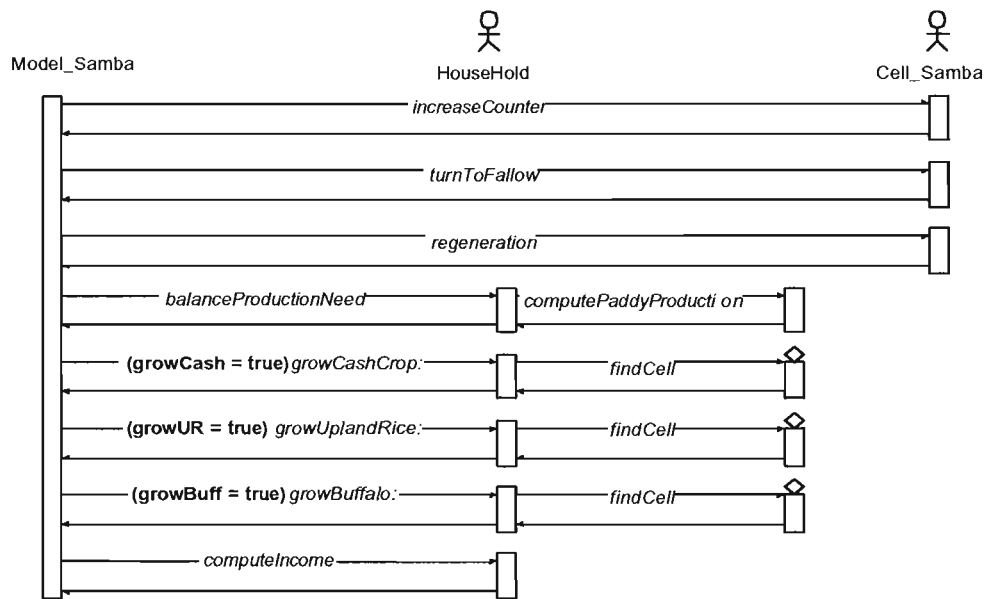 Model_Samba
HouseHold
Cell_Samba
increaseCounter
turnToFallow
regeneration
balanceProductionNeed
computePaddyProducti on
(growCash = true) growCashCrop:
findCell
(growUR = true) growUplandRice:
findCell
(growBuff = true) growBuffalo:
findCell
computeIncome